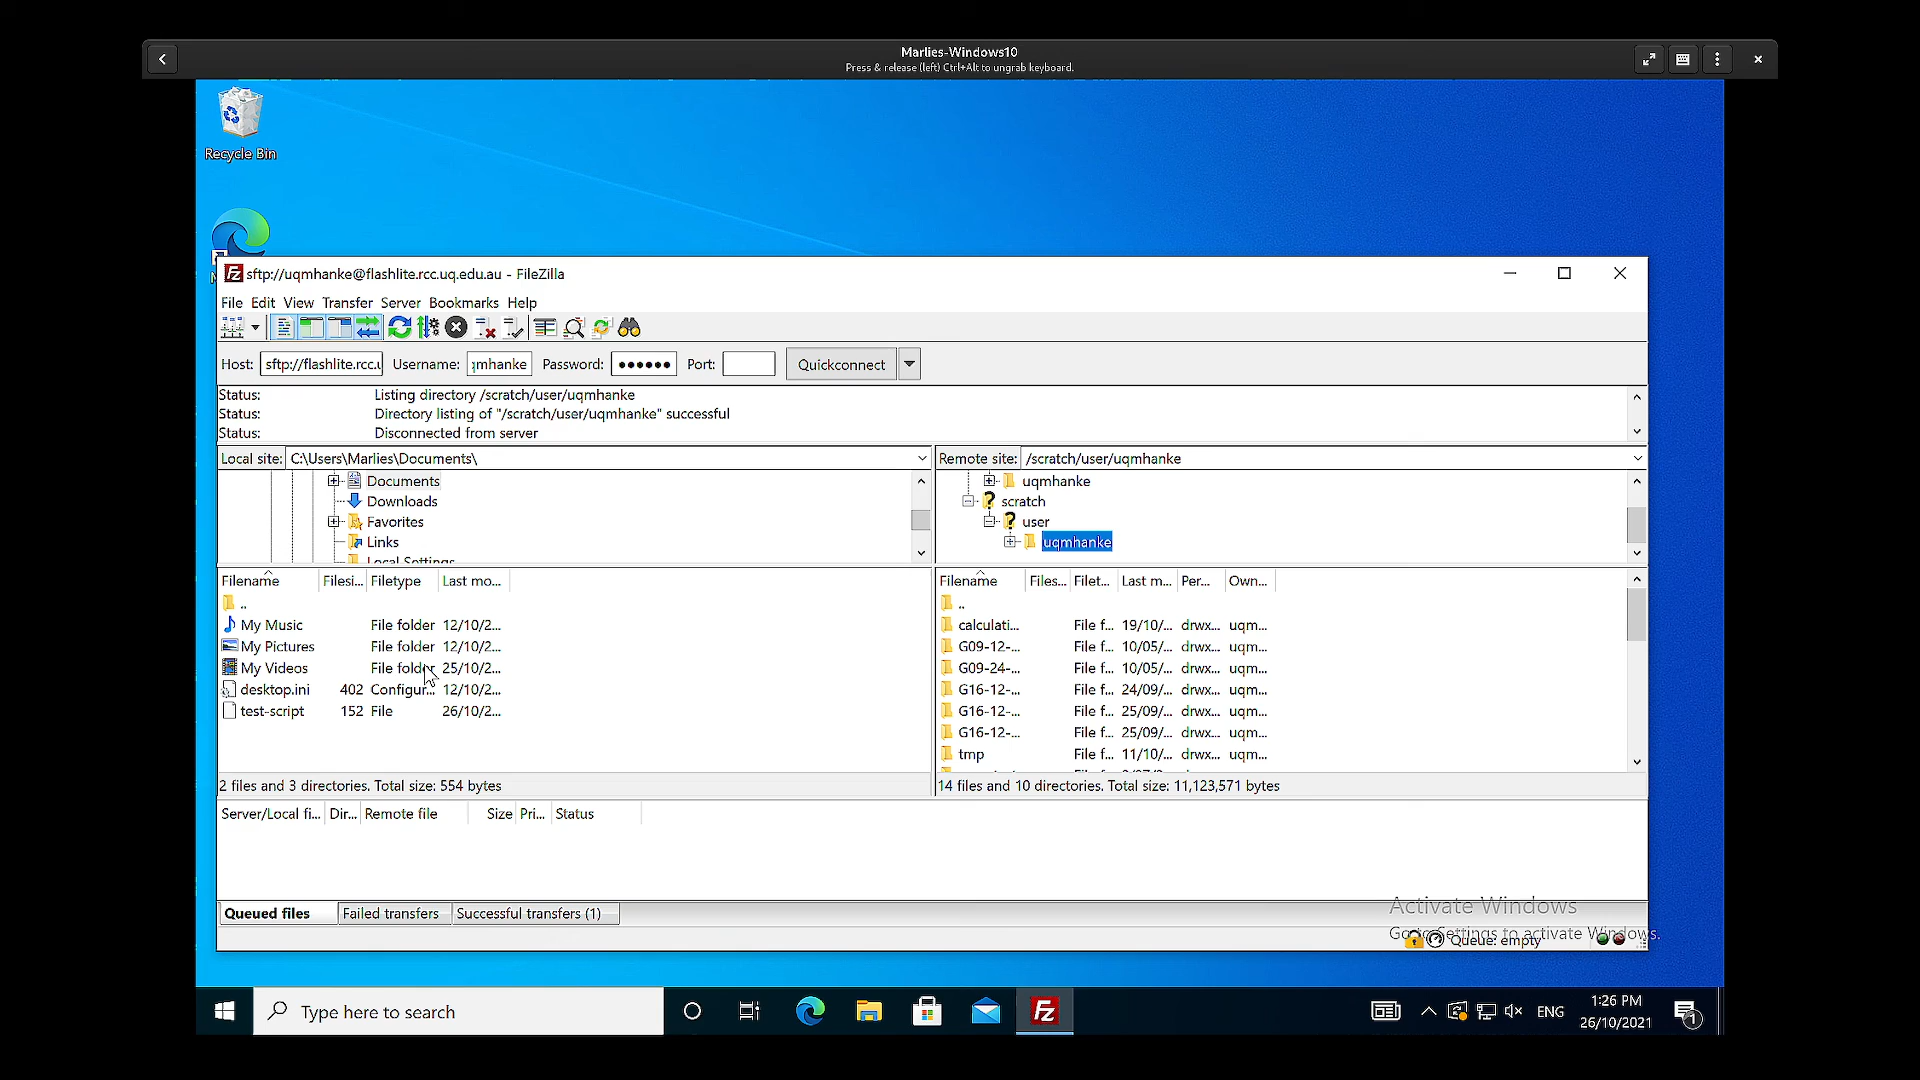 Marlies-Windows10
Press & release (left) Ctrl+Alt to ungrab keyboard.
Recycle Bin
sftp://uqmhanke@flashlite.rcc.uq.edu.au - FileZilla
File Edit View Transfer Server Bookmarks Help
Host: sftp://flashlite.rcc.u Username: qmhanke Password: ●●●●●● Port: Quickconnect
Status: Listing directory /scratch/user/uqmhanke
Status: Directory listing of "/scratch/user/uqmhanke" successful
Status: Disconnected from server
Local site: C:\Users\Marlies\Documents\
Documents
Downloads
Favorites
Links
Local Settings
Remote site: /scratch/user/uqmhanke
uqmhanke
scratch
user
uqmhanke
Filename Filesi... Filetype Last mo...
..
My Music File folder 12/10/2...
My Pictures File folder 12/10/2...
My Videos File folder 25/10/2...
desktop.ini 402 Configur... 12/10/2...
test-script 152 File 26/10/2...
2 files and 3 directories. Total size: 554 bytes
Filename Files... Filet... Last m... Per... Own...
..
calculati... File f... 19/10/... drwx... uqm...
G09-12-... File f... 10/05/... drwx... uqm...
G09-24-... File f... 10/05/... drwx... uqm...
G16-12-... File f... 24/09/... drwx... uqm...
G16-12-... File f... 25/09/... drwx... uqm...
G16-12-... File f... 25/09/... drwx... uqm...
tmp File f... 11/10/... drwx... uqm...
14 files and 10 directories. Total size: 11,123,571 bytes
Server/Local fi... Dir... Remote file Size Pri... Status
Queued files Failed transfers Successful transfers (1)
Activate Windows
Go to Settings to activate Windows.
Queue: empty
Type here to search
ENG
1:26 PM
26/10/2021
1